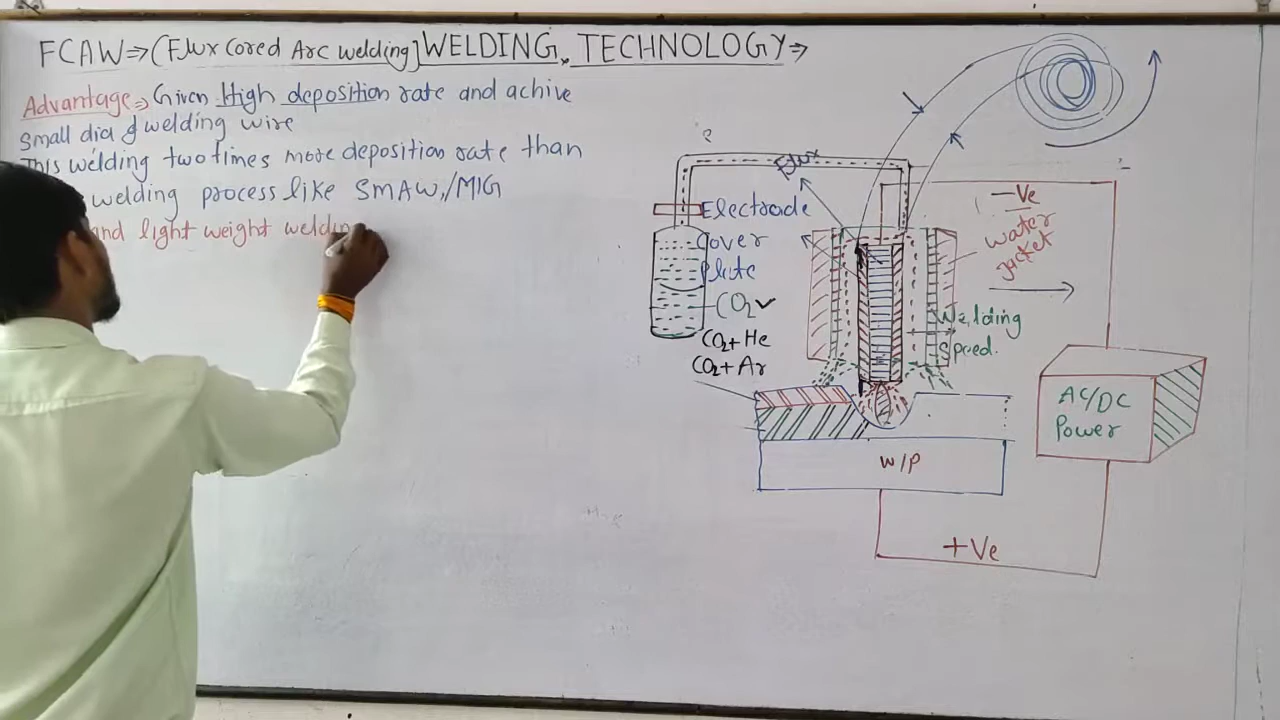 FCAW⇒(Flux Cored Arc welding] WELDING, TECHNOLOGY⇒
Advantage⇒ Given High deposition rate and achive
Small dia of welding wire
This welding two times more deposition rate than
welding process like SMAW,/MIG
and light weight weldin
?
Flux
Electrode
Cover
Plate
CO2
CO2+He
CO2+Ar
-Ve
water
Jacket
Welding
Speed.
AC/DC
Power
W/P
+Ve